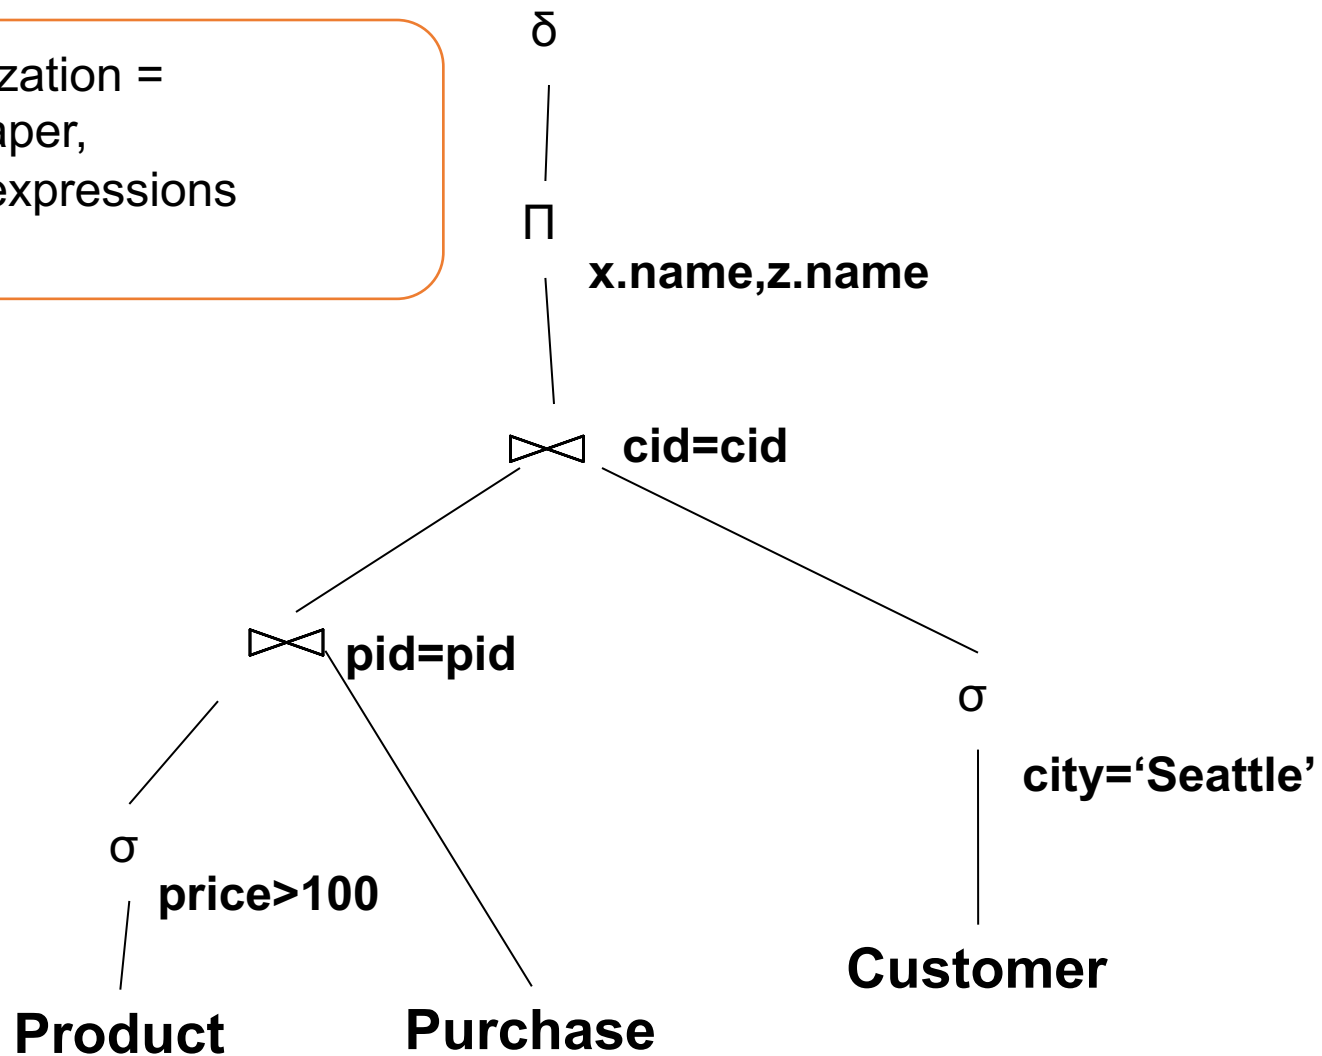 zation =
aper,
expressions
δ
Π
x.name,z.name
cid=cid
pid=pid
σ
city=‘Seattle’
σ
price>100
Customer
Product
Purchase